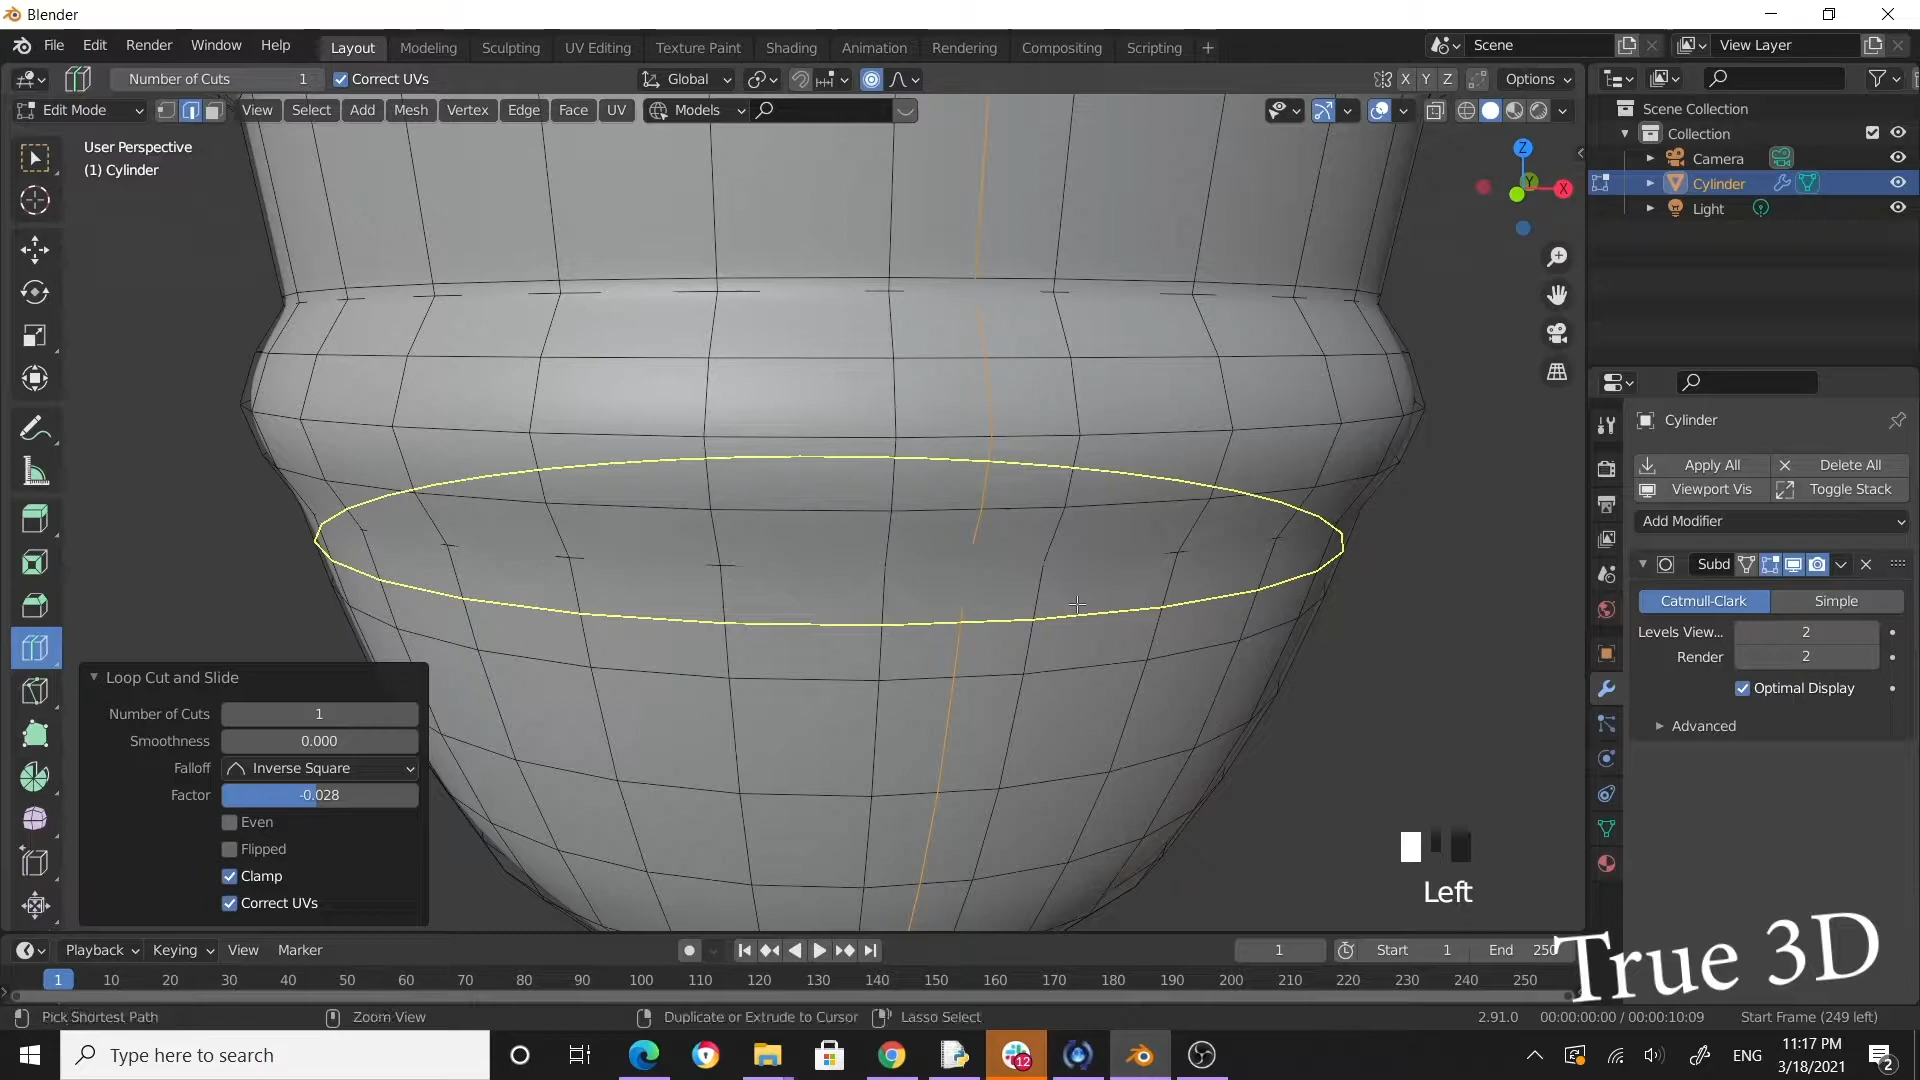 Blender
File Edit Render Window Help Layout Modeling Sculpting UV Editing Texture Paint Shading Animation Rendering Compositing Scripting + Scene View Layer
Number of Cuts 1 Correct UVs Global X Y Z Options
Edit Mode View Select Add Mesh Vertex Edge Face UV Models
Scene Collection
Collection
Camera
Cylinder
Light
User Perspective
(1) Cylinder
Z
Y
X
Cylinder
Apply All Delete All
Viewport Vis Toggle Stack
Add Modifier
Subd
Catmull-Clark Simple
Levels View... 2
Render 2
Optimal Display
Advanced
Loop Cut and Slide
Number of Cuts 1
Smoothness 0.000
Falloff Inverse Square
Factor -0.028
Even
Flipped
Clamp
Correct UVs
Left
True 3D
Playback Keying View Marker 1 Start 1 End 250
1 10 20 30 40 50 60 70 80 90 100 110 120 130 140 150 160 170 180 190 200 210 220 230 240 250
Pick Shortest Path Zoom View Duplicate or Extrude to Cursor Lasso Select 2.91.0 00:00:00:00 / 00:00:10:09 Start Frame (249 left)
Type here to search 12 ENG 11:17 PM
3/18/2021 2